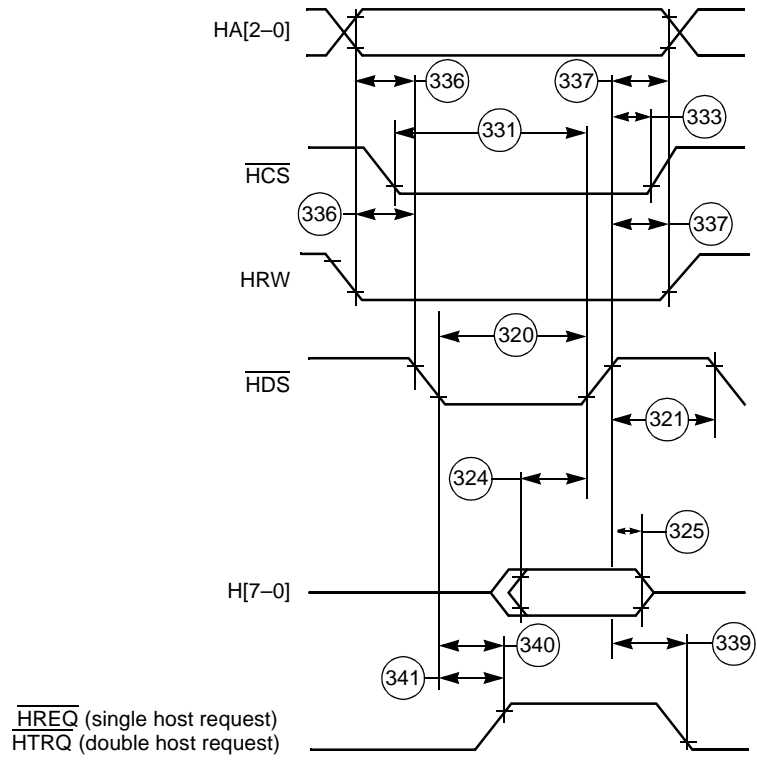 HA[2–0]
336
337
333
331
HCS
336
337
HRW
320
HDS
321
324
325
H[7–0]
340
339
341
HREQ (single host request)
HTRQ (double host request)